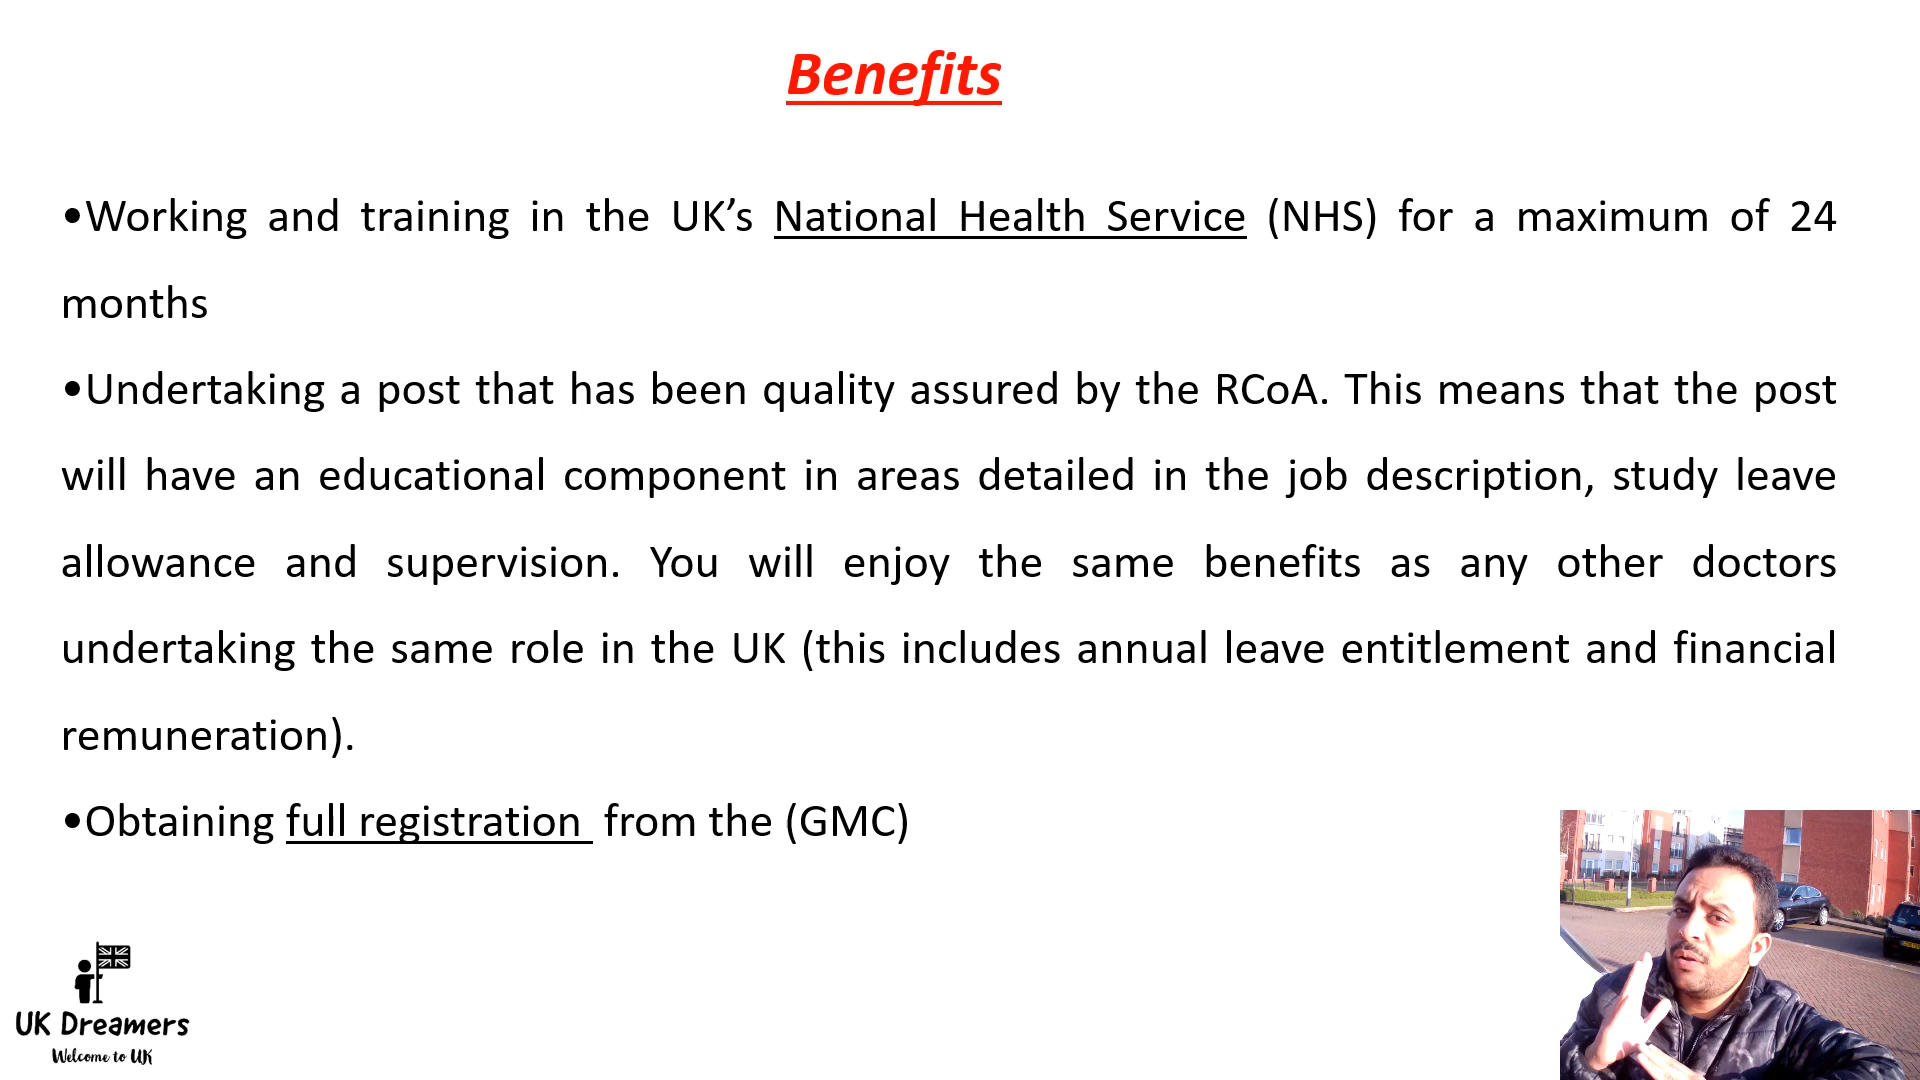 Benefits
•Working and training in the UK’s National Health Service (NHS) for a maximum of 24
months
•Undertaking a post that has been quality assured by the RCoA. This means that the post
will have an educational component in areas detailed in the job description, study leave
allowance and supervision. You will enjoy the same benefits as any other doctors
undertaking the same role in the UK (this includes annual leave entitlement and financial
remuneration).
•Obtaining full registration from the (GMC)
UK Dreamers
Welcome to UK